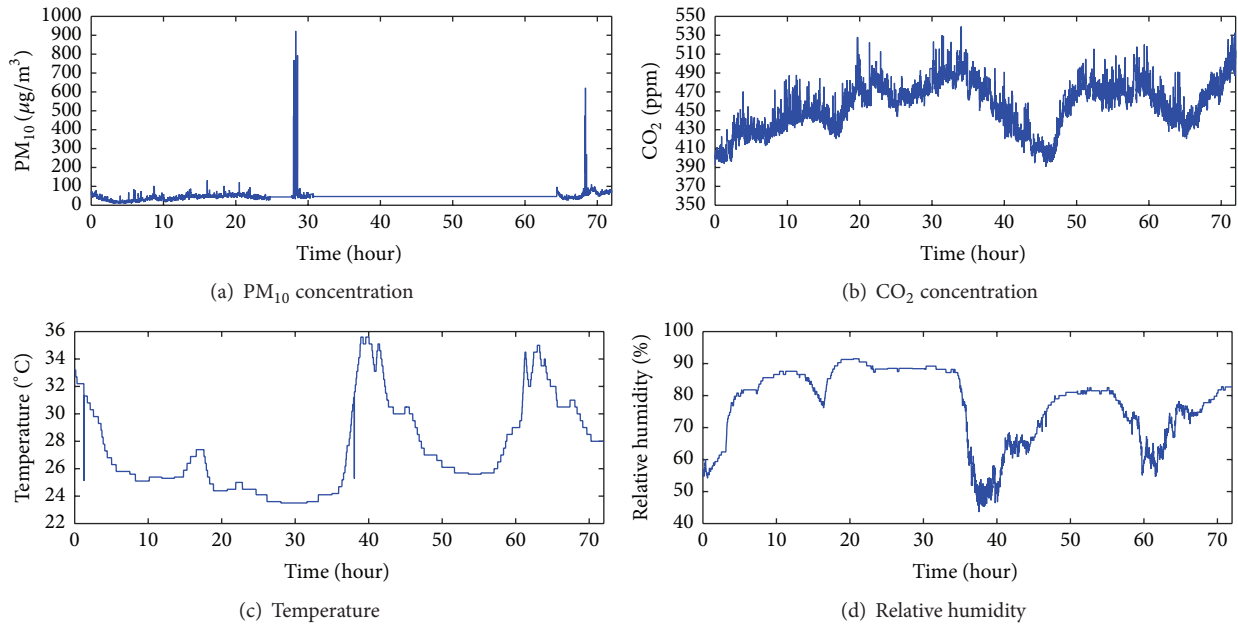 1000
900
800
700
600
500
400
300
200
100
0
PM10 (μg/m3)
0 10 20 30 40 50 60 70
Time (hour)
(a) PM10 concentration
550
530
510
490
470
450
430
410
390
370
350
CO2 (ppm)
0 10 20 30 40 50 60 70
Time (hour)
(b) CO2 concentration
36
34
32
30
28
26
24
22
Temperature (°C)
0 10 20 30 40 50 60 70
Time (hour)
(c) Temperature
100
90
80
70
60
50
40
Relative humidity (%)
0 10 20 30 40 50 60 70
Time (hour)
(d) Relative humidity